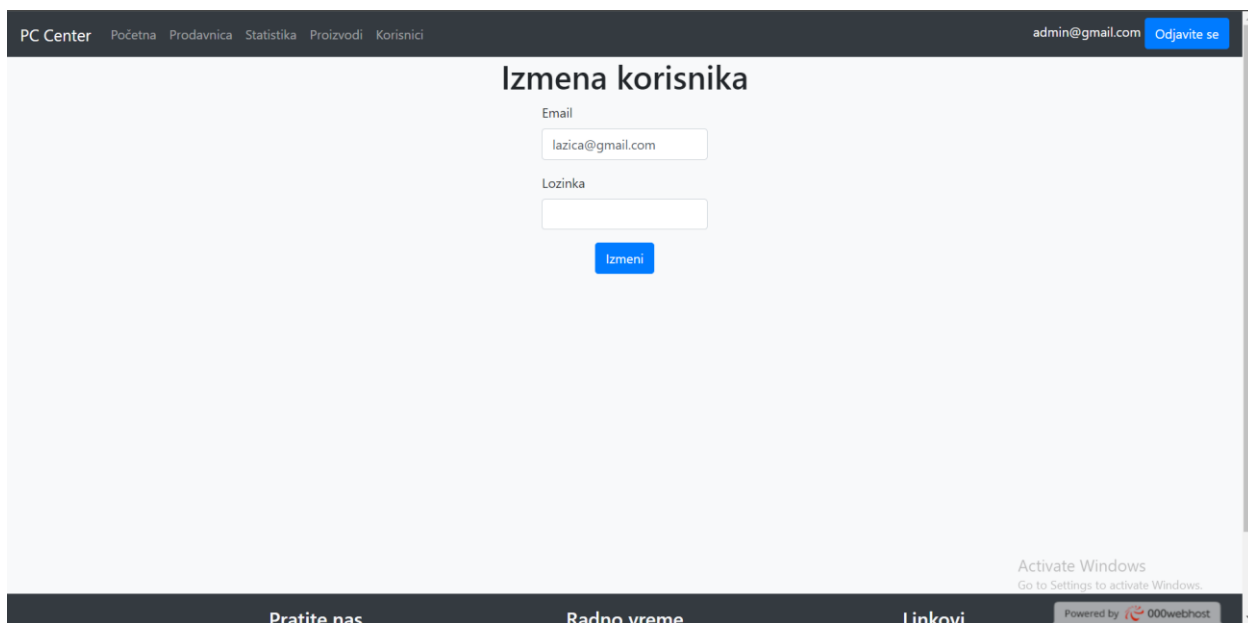 PC Center Početna Prodavnica Statistika Proizvodi Korisnici admin@gmail.com Odjavite se
Izmena korisnika
Email
lazica@gmail.com
Lozinka
Izmeni
Activate Windows
Go to Settings to activate Windows.
Pratite nas Radno vreme Linkovi Powered by 000webhost